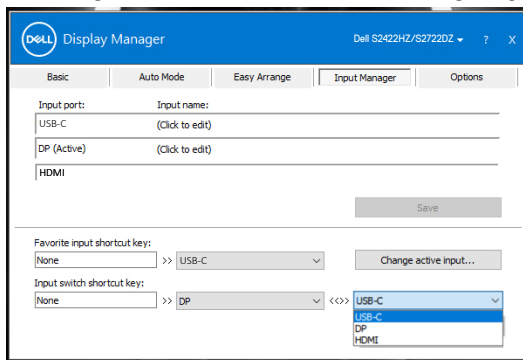 DELL Display Manager Dell S2422HZ/S2722DZ ? X
Basic Auto Mode Easy Arrange Input Manager Options
Input port: Input name:
USB-C (Click to edit)
DP (Active) (Click to edit)
HDMI
Save
Favorite input shortcut key:
None >> USB-C Change active input...
Input switch shortcut key:
None >> DP <<>> USB-C
USB-C
DP
HDMI